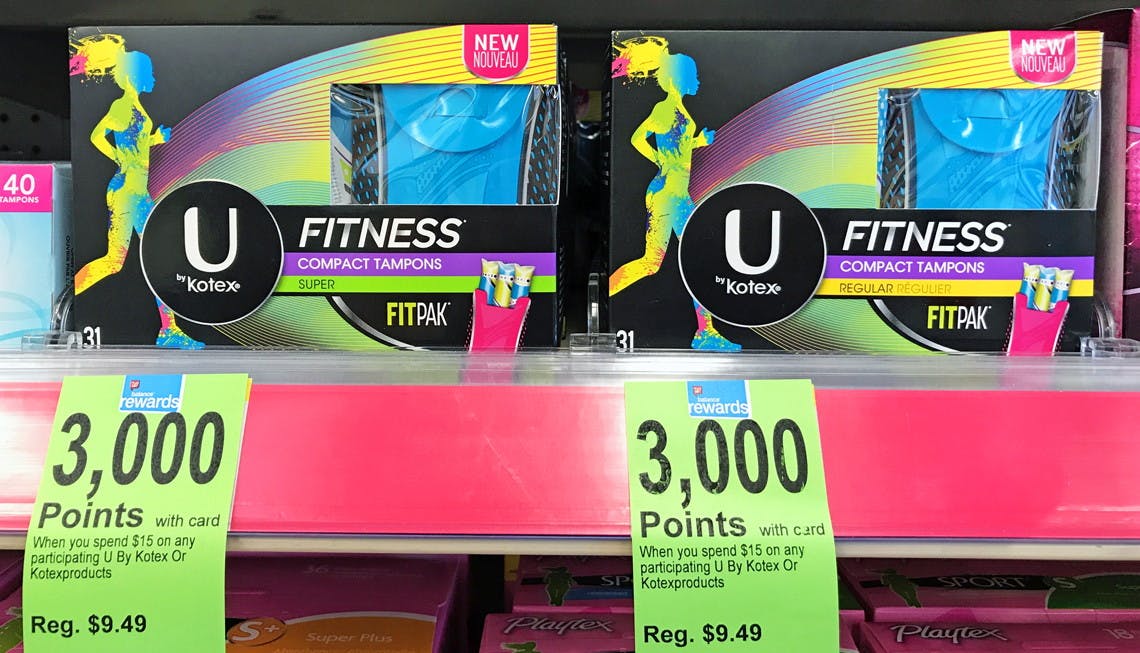 40
TAMPONS
NEW
NOUVEAU
U
by Kotex®
FITNESS*
COMPACT TAMPONS
SUPER
FITPAK*
31
NEW
NOUVEAU
U
by Kotex®
FITNESS*
COMPACT TAMPONS
REGULAR RÉGULIER
FITPAK*
31
balance
rewards
3,000
Points with card
When you spend $15 on any
participating U By Kotex Or
Kotexproducts
Reg. $9.49
balance
rewards
3,000
Points with card
When you spend $15 on any
participating U By Kotex Or
Kotexproducts
Reg. $9.49
36
S+ Super Plus
SP
Playtex
SPORT S
Playtex 18